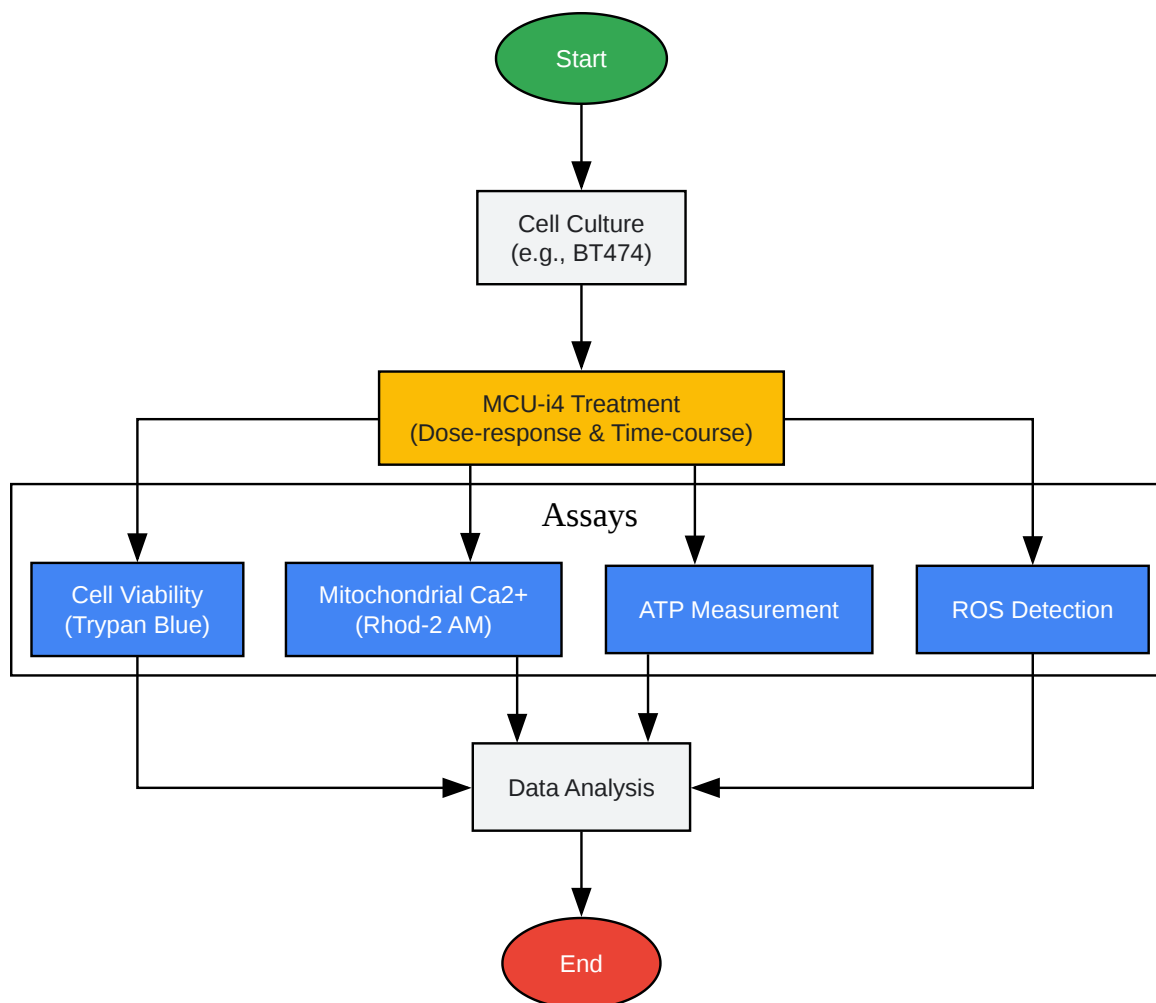 Start
Cell Culture
(e.g., BT474)
MCU-i4 Treatment
(Dose-response & Time-course)
Assays
Cell Viability
(Trypan Blue)
Mitochondrial Ca2+
(Rhod-2 AM)
ATP Measurement
ROS Detection
Data Analysis
End